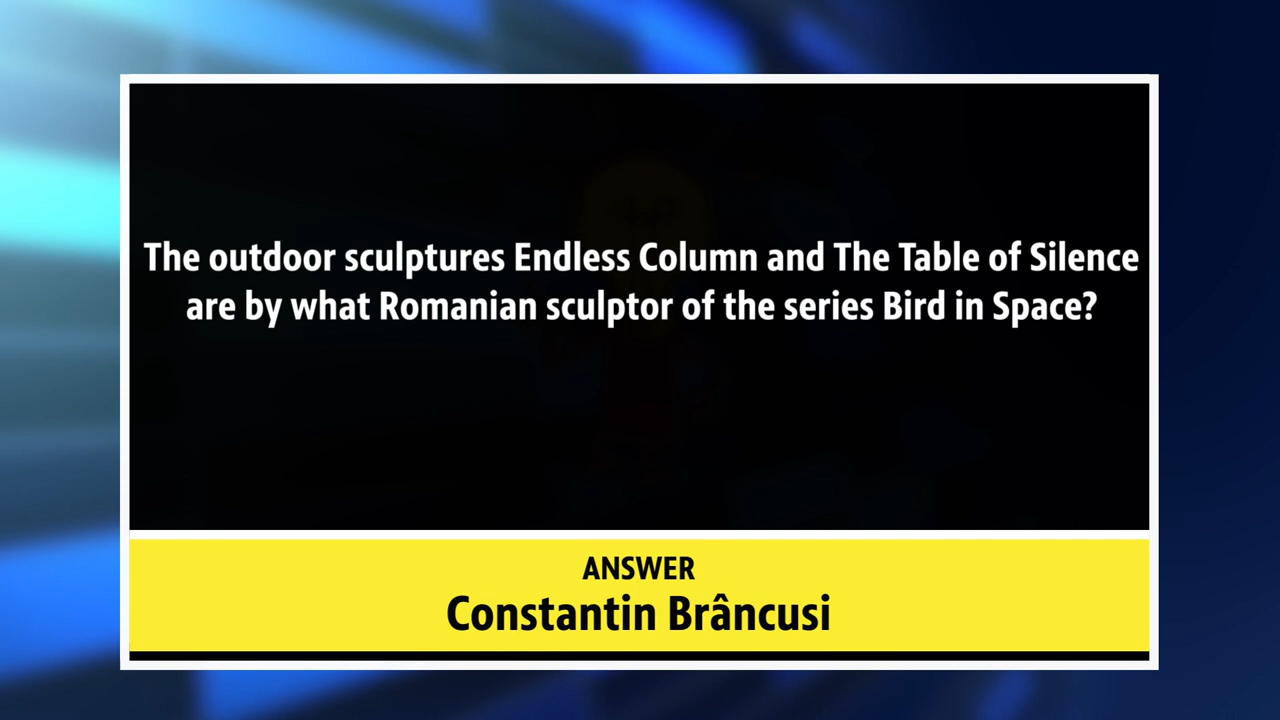 The outdoor sculptures Endless Column and The Table of Silence
are by what Romanian sculptor of the series Bird in Space?
ANSWER
Constantin Brâncusi